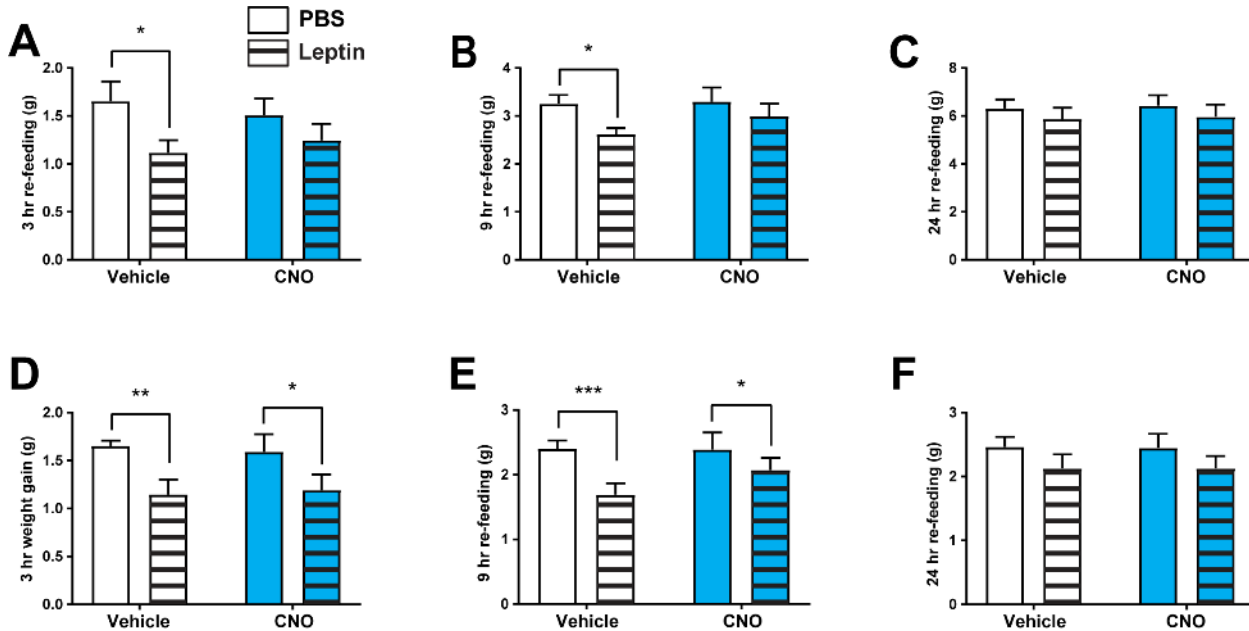 A
PBS
Leptin
*
3 hr re-feeding (g)
2.0
1.5
1.0
0.5
0.0
Vehicle
CNO
B
*
9 hr re-feeding (g)
4
3
2
1
0
Vehicle
CNO
C
24 hr re-feeding (g)
8
6
4
2
0
Vehicle
CNO
D
**
*
3 hr weight gain (g)
2.0
1.5
1.0
0.5
0.0
Vehicle
CNO
E
***
*
9 hr re-feeding (g)
3
2
1
0
Vehicle
CNO
F
24 hr re-feeding (g)
3
2
1
0
Vehicle
CNO